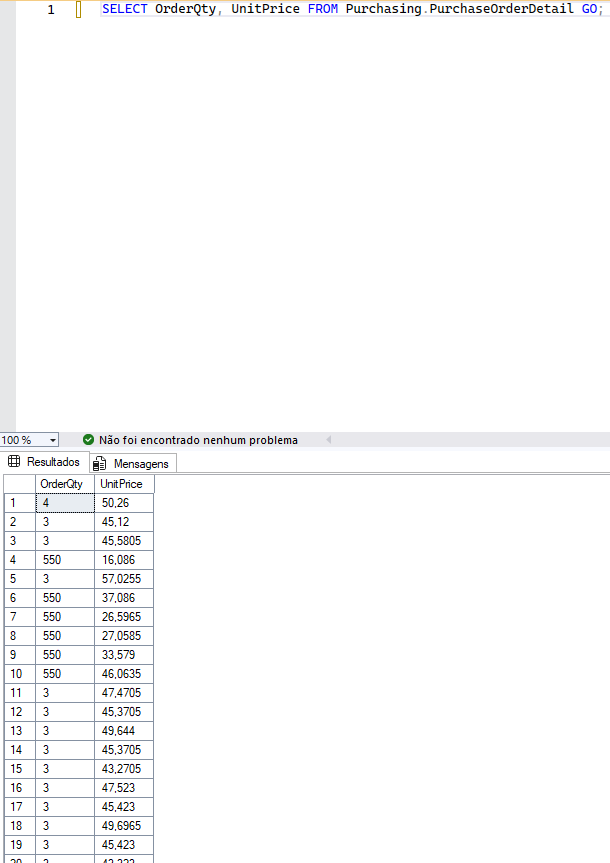 1 SELECT OrderQty, UnitPrice FROM Purchasing.PurchaseOrderDetail GO;
100 % Não foi encontrado nenhum problema
Resultados Mensagens
OrderQty UnitPrice
1 4 50,26
2 3 45,12
3 3 45,5805
4 550 16,086
5 3 57,0255
6 550 37,086
7 550 26,5965
8 550 27,0585
9 550 33,579
10 550 46,0635
11 3 47,4705
12 3 45,3705
13 3 49,644
14 3 45,3705
15 3 43,2705
16 3 47,523
17 3 45,423
18 3 49,6965
19 3 45,423